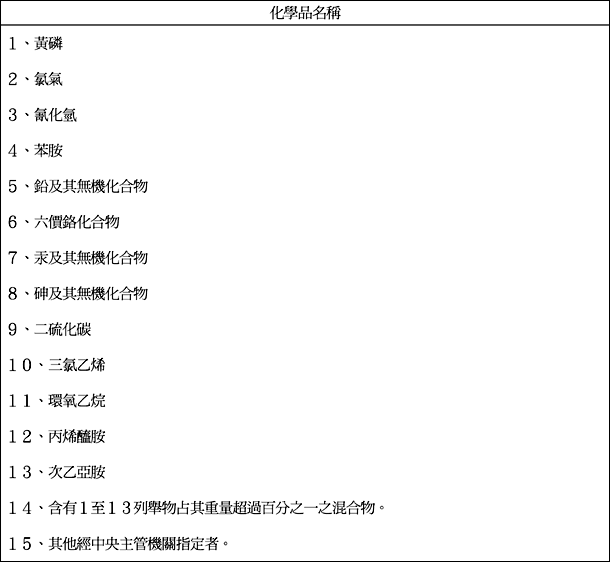 化學品名稱
１、黃磷
２、氯氣
３、氰化氫
４、苯胺
５、鉛及其無機化合物
６、六價鉻化合物
７、汞及其無機化合物
８、砷及其無機化合物
９、二硫化碳
１０、三氯乙烯
１１、環氧乙烷
１２、丙烯醯胺
１３、次乙亞胺
１４、含有１至１３列舉物占其重量超過百分之一之混合物。
１５、其他經中央主管機關指定者。